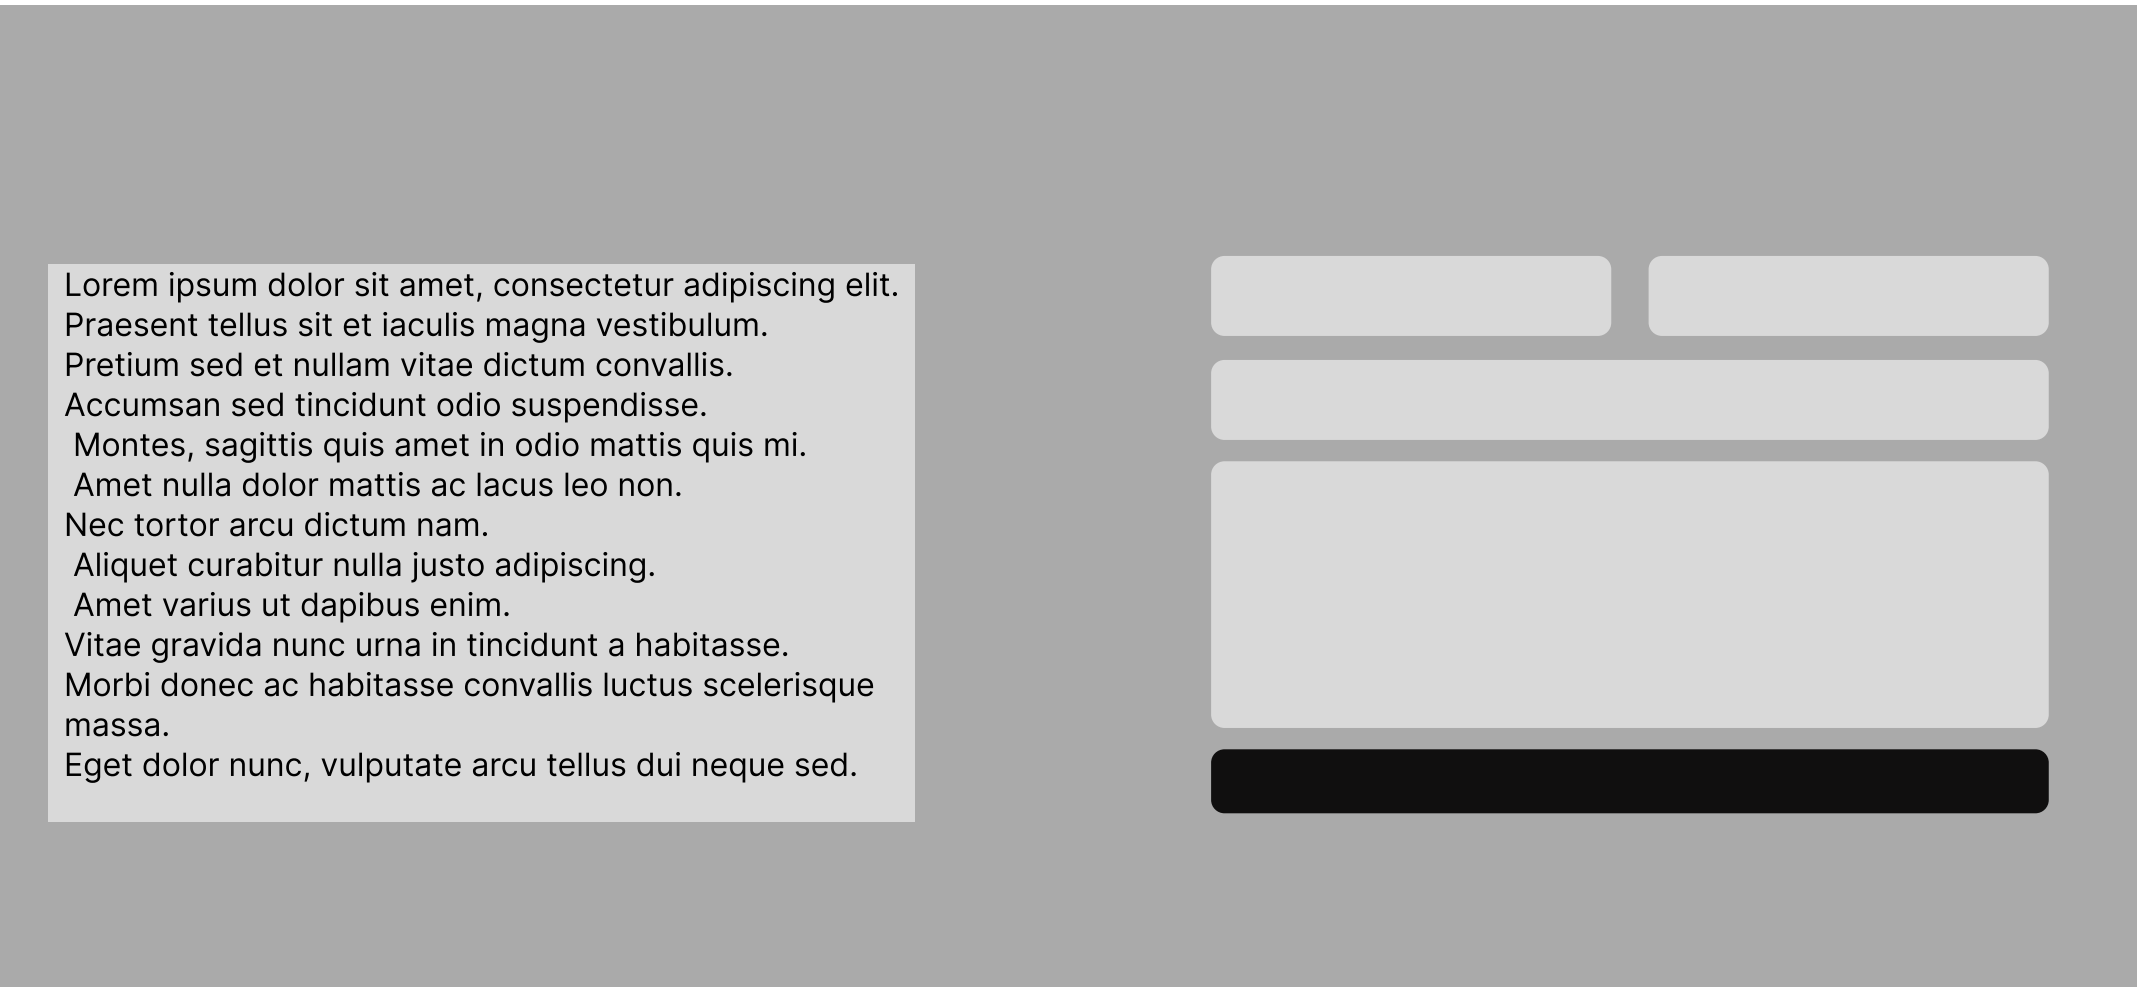 Lorem ipsum dolor sit amet, consectetur adipiscing elit.
Praesent tellus sit et iaculis magna vestibulum.
Pretium sed et nullam vitae dictum convallis.
Accumsan sed tincidunt odio suspendisse.
Montes, sagittis quis amet in odio mattis quis mi.
Amet nulla dolor mattis ac lacus leo non.
Nec tortor arcu dictum nam.
Aliquet curabitur nulla justo adipiscing.
Amet varius ut dapibus enim.
Vitae gravida nunc urna in tincidunt a habitasse.
Morbi donec ac habitasse convallis luctus scelerisque
massa.
Eget dolor nunc, vulputate arcu tellus dui neque sed.